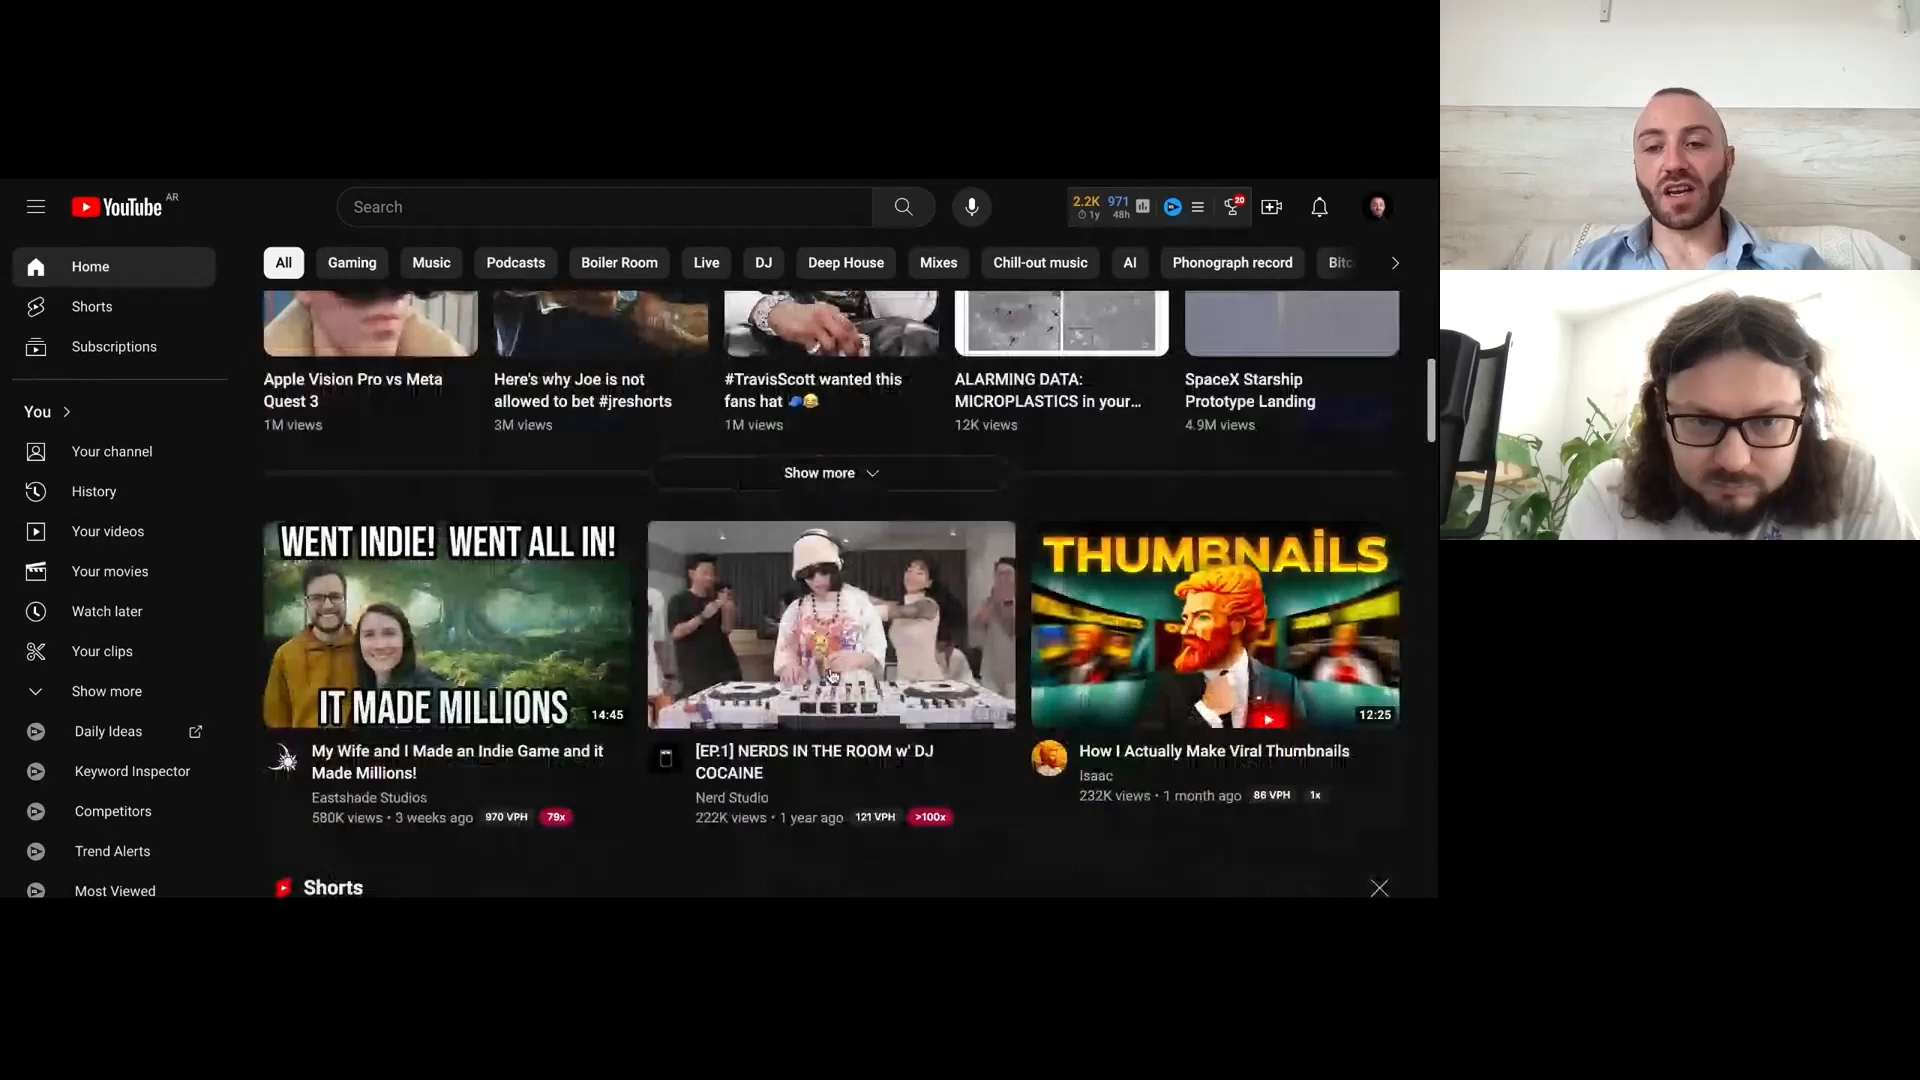 YouTube AR
Search
2.2K 971
1y 48h
20
Home
Shorts
Subscriptions
You
Your channel
History
Your videos
Your movies
Watch later
Your clips
Show more
Daily Ideas
Keyword Inspector
Competitors
Trend Alerts
Most Viewed
All Gaming Music Podcasts Boiler Room Live DJ Deep House Mixes Chill-out music AI Phonograph record Bitc
Apple Vision Pro vs Meta
Quest 3
1M views
Here's why Joe is not
allowed to bet #jreshorts
3M views
#TravisScott wanted this
fans hat 🧢😂
1M views
ALARMING DATA:
MICROPLASTICS in your...
12K views
SpaceX Starship
Prototype Landing
4.9M views
Show more
WENT INDIE! WENT ALL IN!
IT MADE MILLIONS
14:45
My Wife and I Made an Indie Game and it
Made Millions!
Eastshade Studios
580K views • 3 weeks ago 970 VPH 79x
[EP.1] NERDS IN THE ROOM w' DJ
COCAINE
Nerd Studio
222K views • 1 year ago 121 VPH >100x
THUMBNAiLS
12:25
How I Actually Make Viral Thumbnails
Isaac
232K views • 1 month ago 86 VPH 1x
Shorts